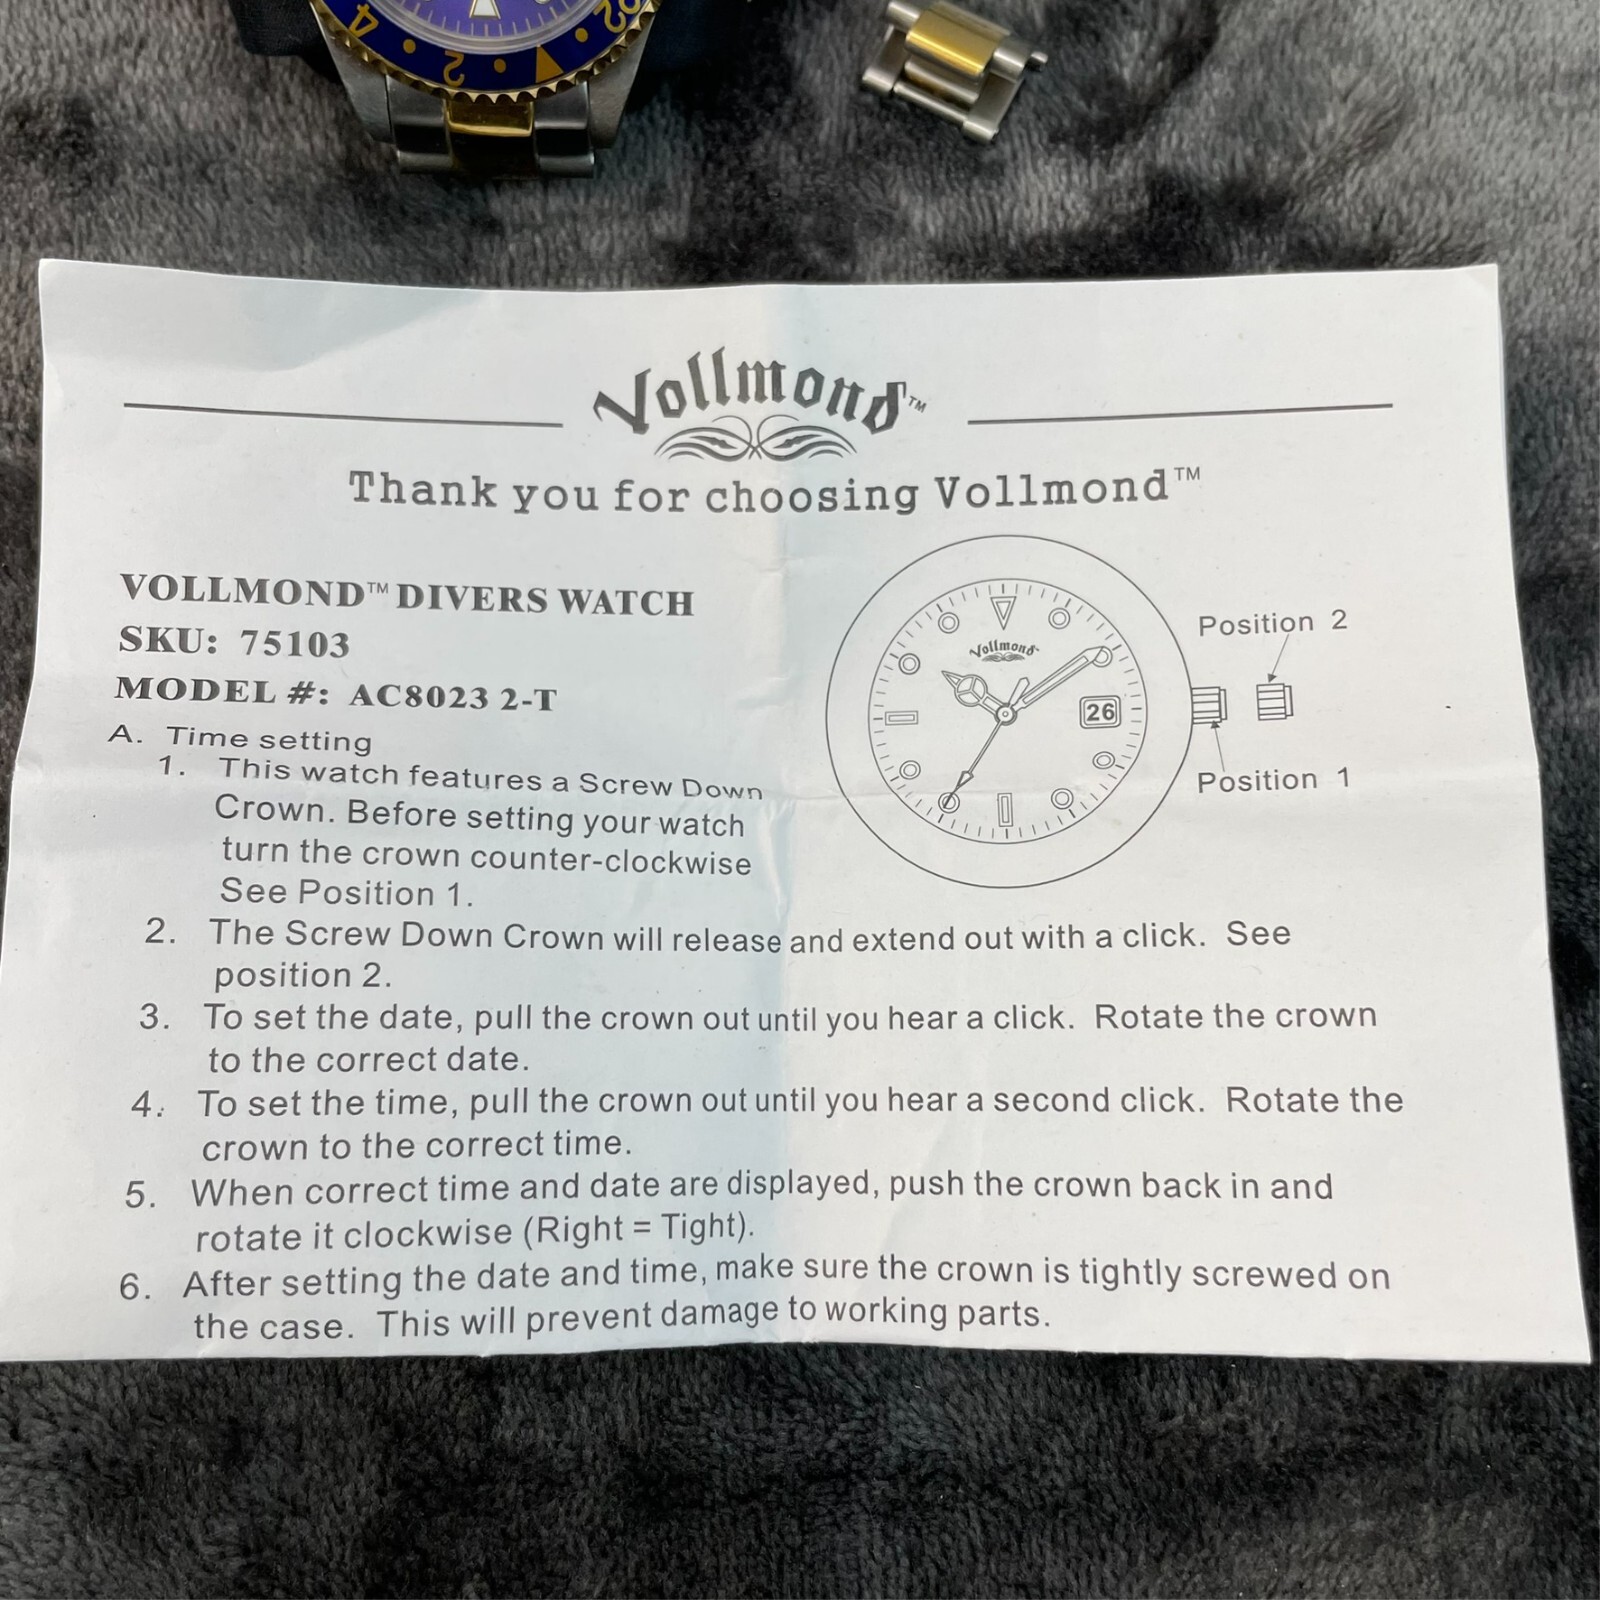 4
2
22
Vollmond™
Thank you for choosing Vollmond™
VOLLMOND™ DIVERS WATCH
SKU: 75103
MODEL #: AC8023 2-T
A. Time setting
1. This watch features a Screw Down
Crown. Before setting your watch
turn the crown counter-clockwise
See Position 1.
Vollmond
26
Position 2
Position 1
2. The Screw Down Crown will release and extend out with a click. See
position 2.
3. To set the date, pull the crown out until you hear a click. Rotate the crown
to the correct date.
4. To set the time, pull the crown out until you hear a second click. Rotate the
crown to the correct time.
5. When correct time and date are displayed, push the crown back in and
rotate it clockwise (Right = Tight).
6. After setting the date and time, make sure the crown is tightly screwed on
the case. This will prevent damage to working parts.